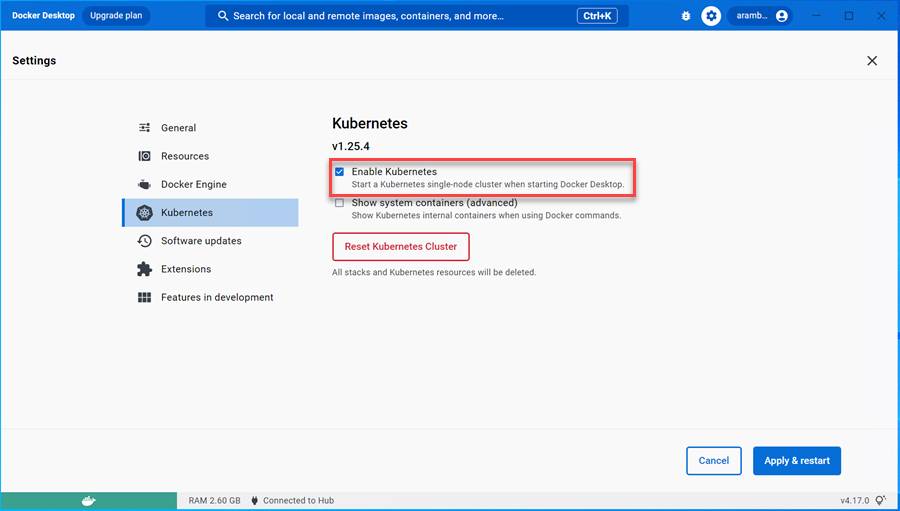 Docker Desktop
Upgrade plan
Search for local and remote images, containers, and more...
Ctrl+K
aramb...
Settings
General
Resources
Docker Engine
Kubernetes
Software updates
Extensions
Features in development
Kubernetes
v1.25.4
Enable Kubernetes
Start a Kubernetes single-node cluster when starting Docker Desktop.
Show system containers (advanced)
Show Kubernetes internal containers when using Docker commands.
Reset Kubernetes Cluster
All stacks and Kubernetes resources will be deleted.
Cancel
Apply & restart
RAM 2.60 GB
Connected to Hub
v4.17.0